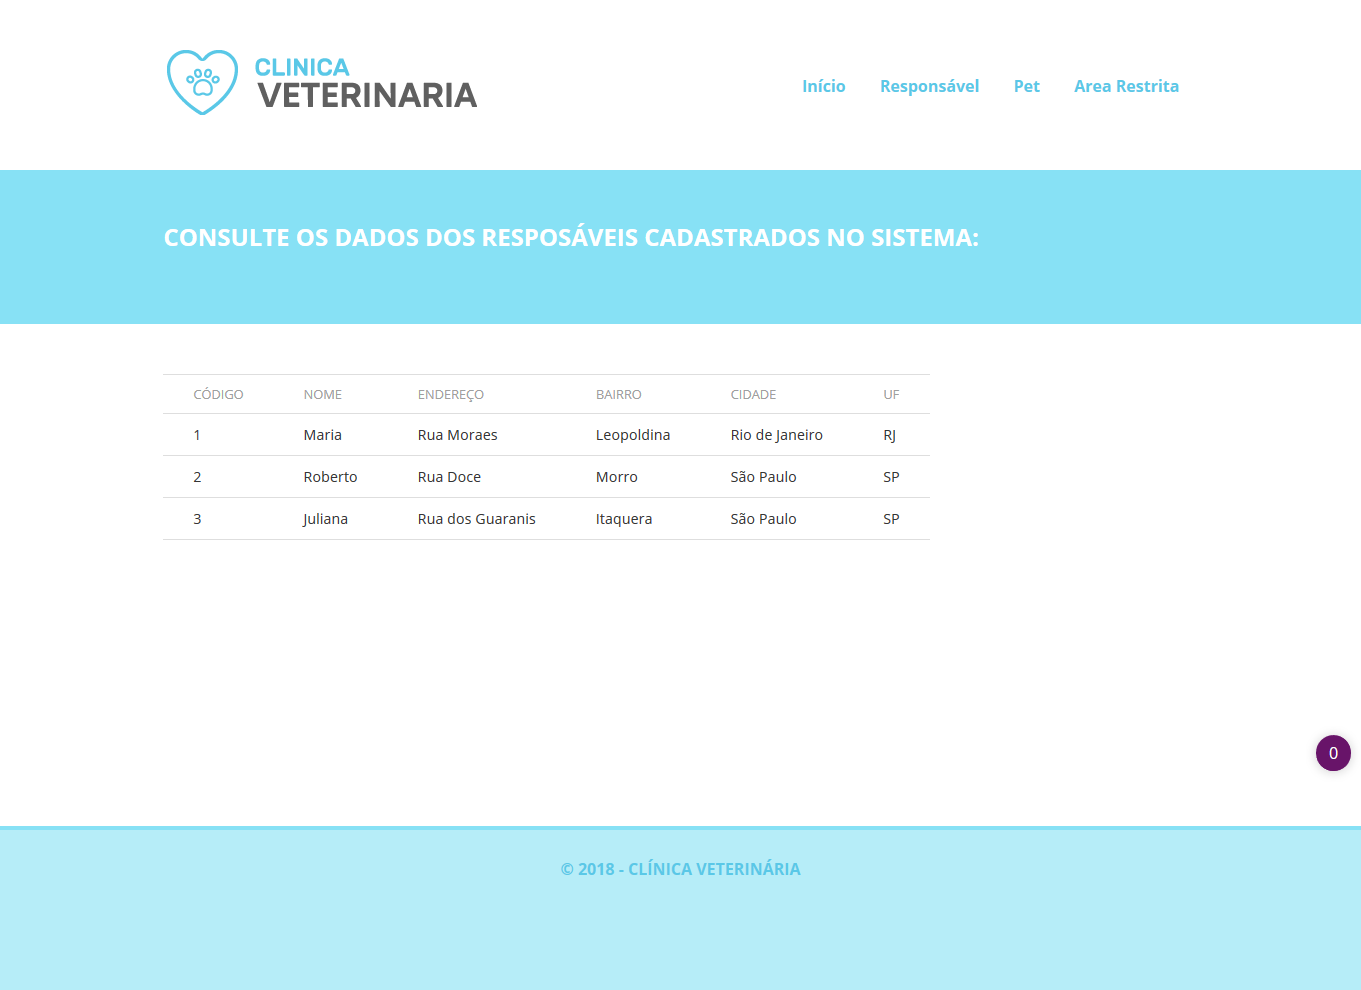 CLINICA
VETERINARIA
Início Responsável Pet Area Restrita
CONSULTE OS DADOS DOS RESPOSÁVEIS CADASTRADOS NO SISTEMA:
CÓDIGO NOME ENDEREÇO BAIRRO CIDADE UF
1 Maria Rua Moraes Leopoldina Rio de Janeiro RJ
2 Roberto Rua Doce Morro São Paulo SP
3 Juliana Rua dos Guaranis Itaquera São Paulo SP
0
© 2018 - CLÍNICA VETERINÁRIA